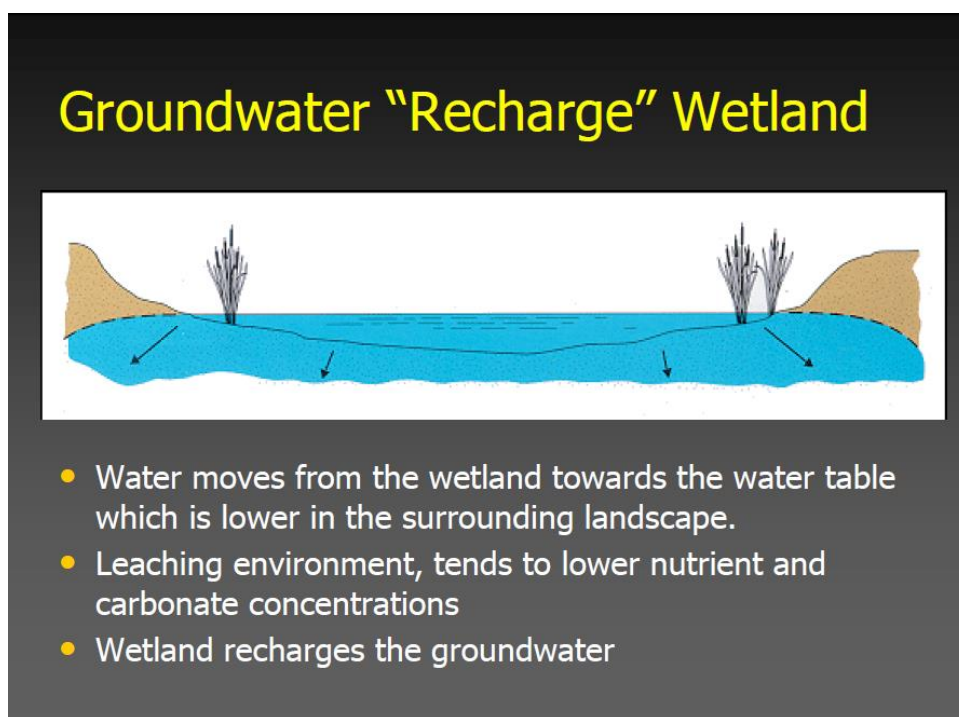 Groundwater “Recharge” Wetland
• Water moves from the wetland towards the water table
which is lower in the surrounding landscape.
• Leaching environment, tends to lower nutrient and
carbonate concentrations
• Wetland recharges the groundwater